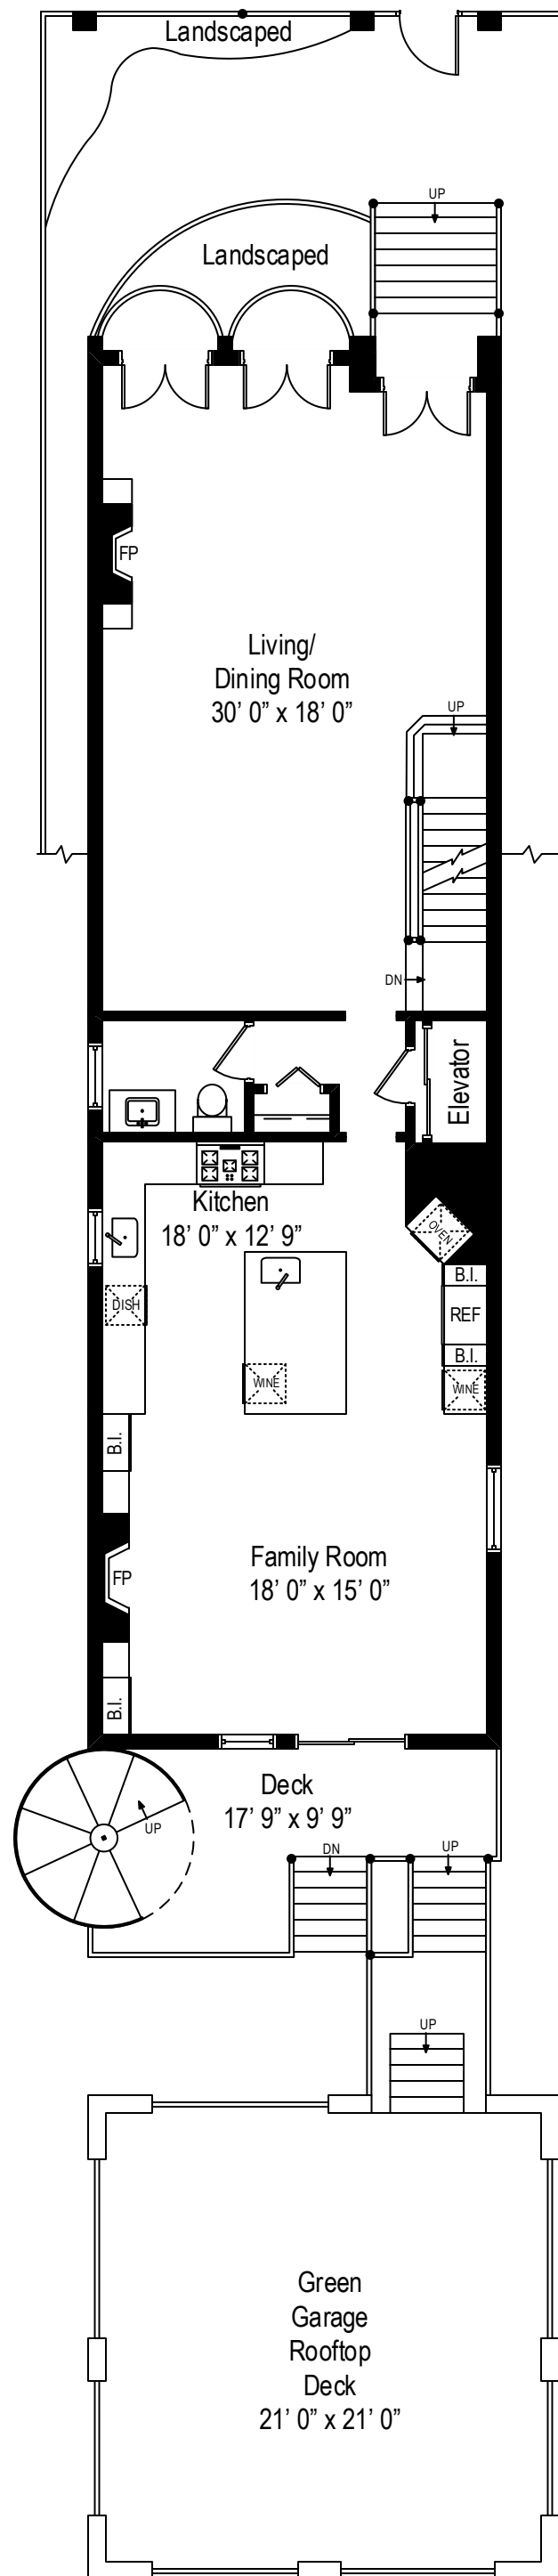 Landscaped
UP
Landscaped
FP
Living/
Dining Room
30’ 0” x 18’ 0”
UP
DN
Elevator
Kitchen
18’ 0” x 12’ 9”
OVEN
B.I.
DISH
REF
B.I.
WINE
WINE
B.I.
Family Room
18’ 0” x 15’ 0”
FP
B.I.
Deck
17’ 9” x 9’ 9”
UP
DN
UP
UP
Green
Garage
Rooftop
Deck
21’ 0” x 21’ 0”